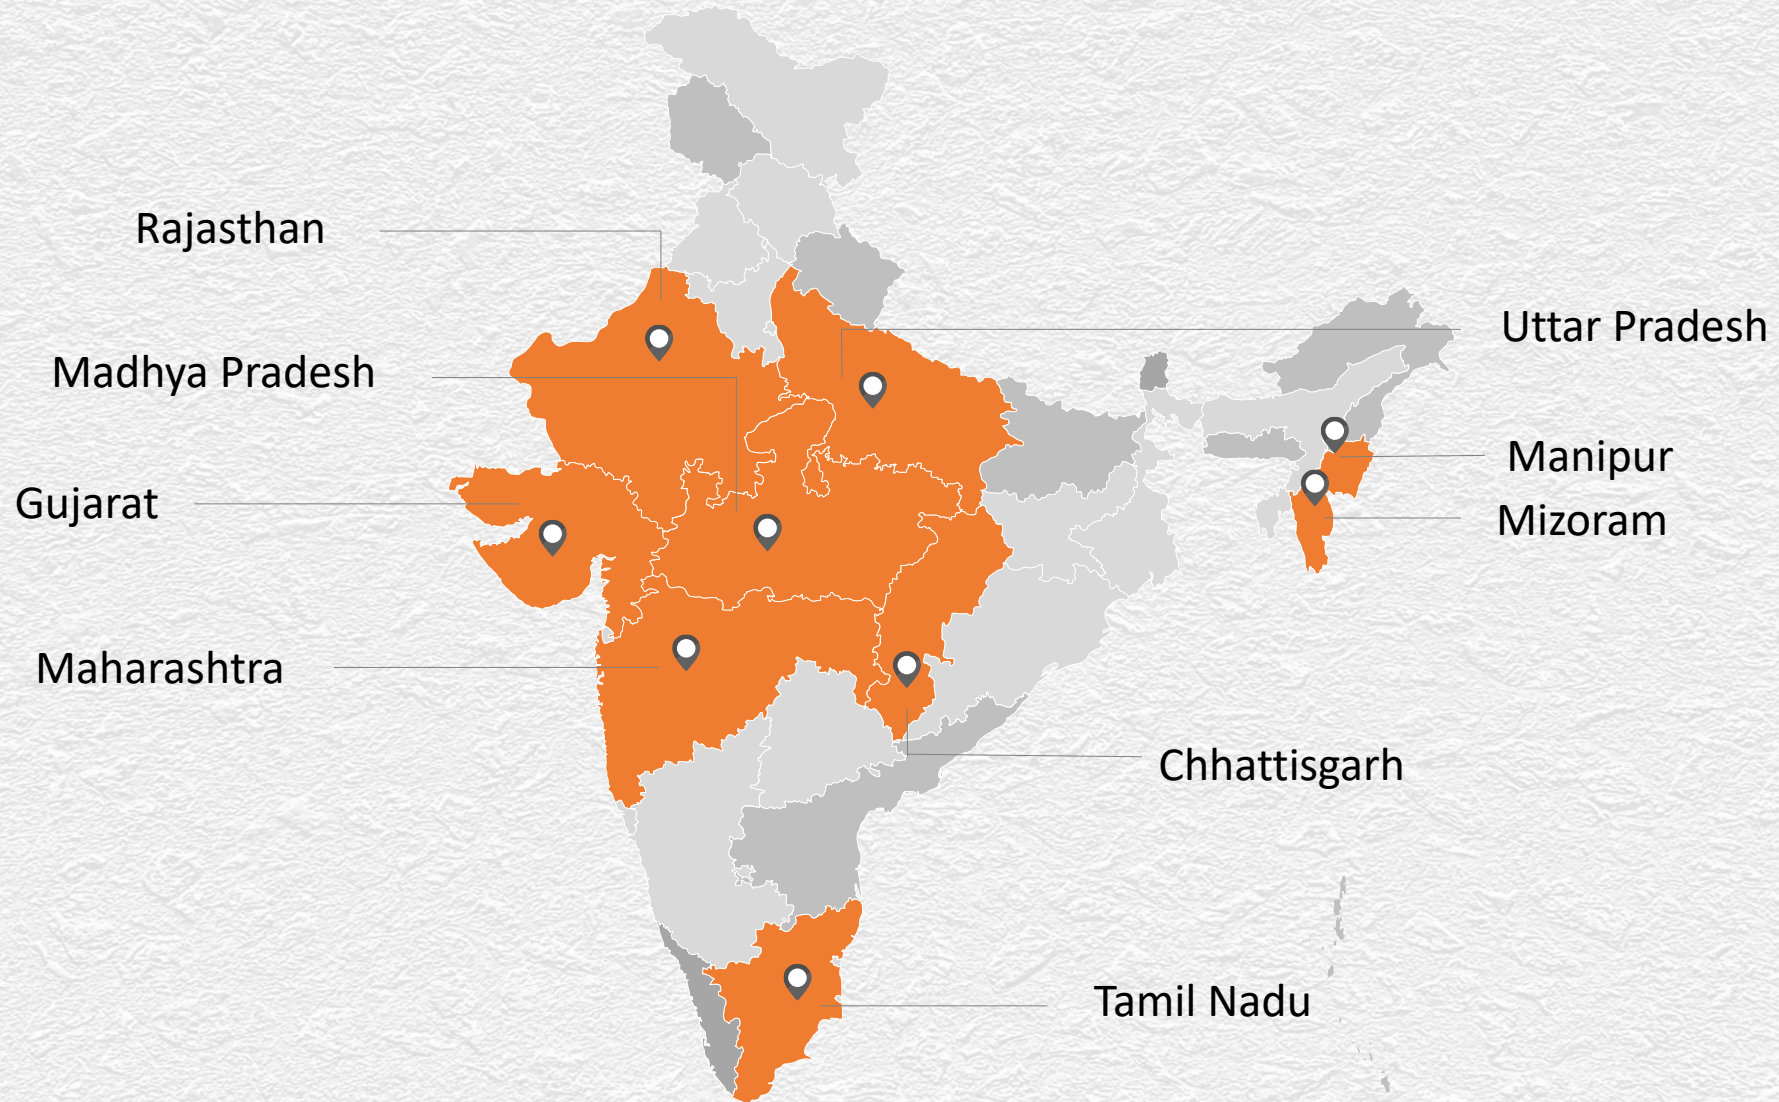 Rajasthan
Uttar Pradesh
Madhya Pradesh
Manipur
Gujarat
Mizoram
Maharashtra
Chhattisgarh
Tamil Nadu